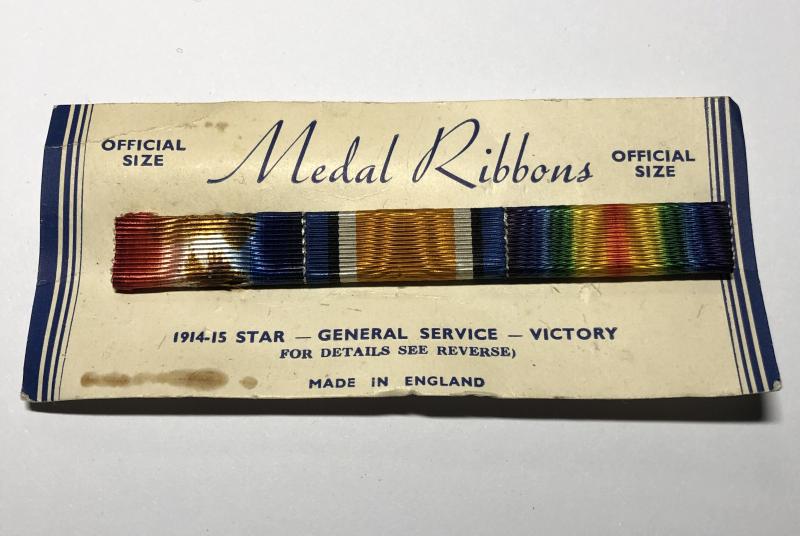 OFFICIAL SIZE
Medal Ribbons
OFFICIAL SIZE
1914-15 STAR — GENERAL SERVICE — VICTORY
FOR DETAILS SEE REVERSE)
MADE IN ENGLAND